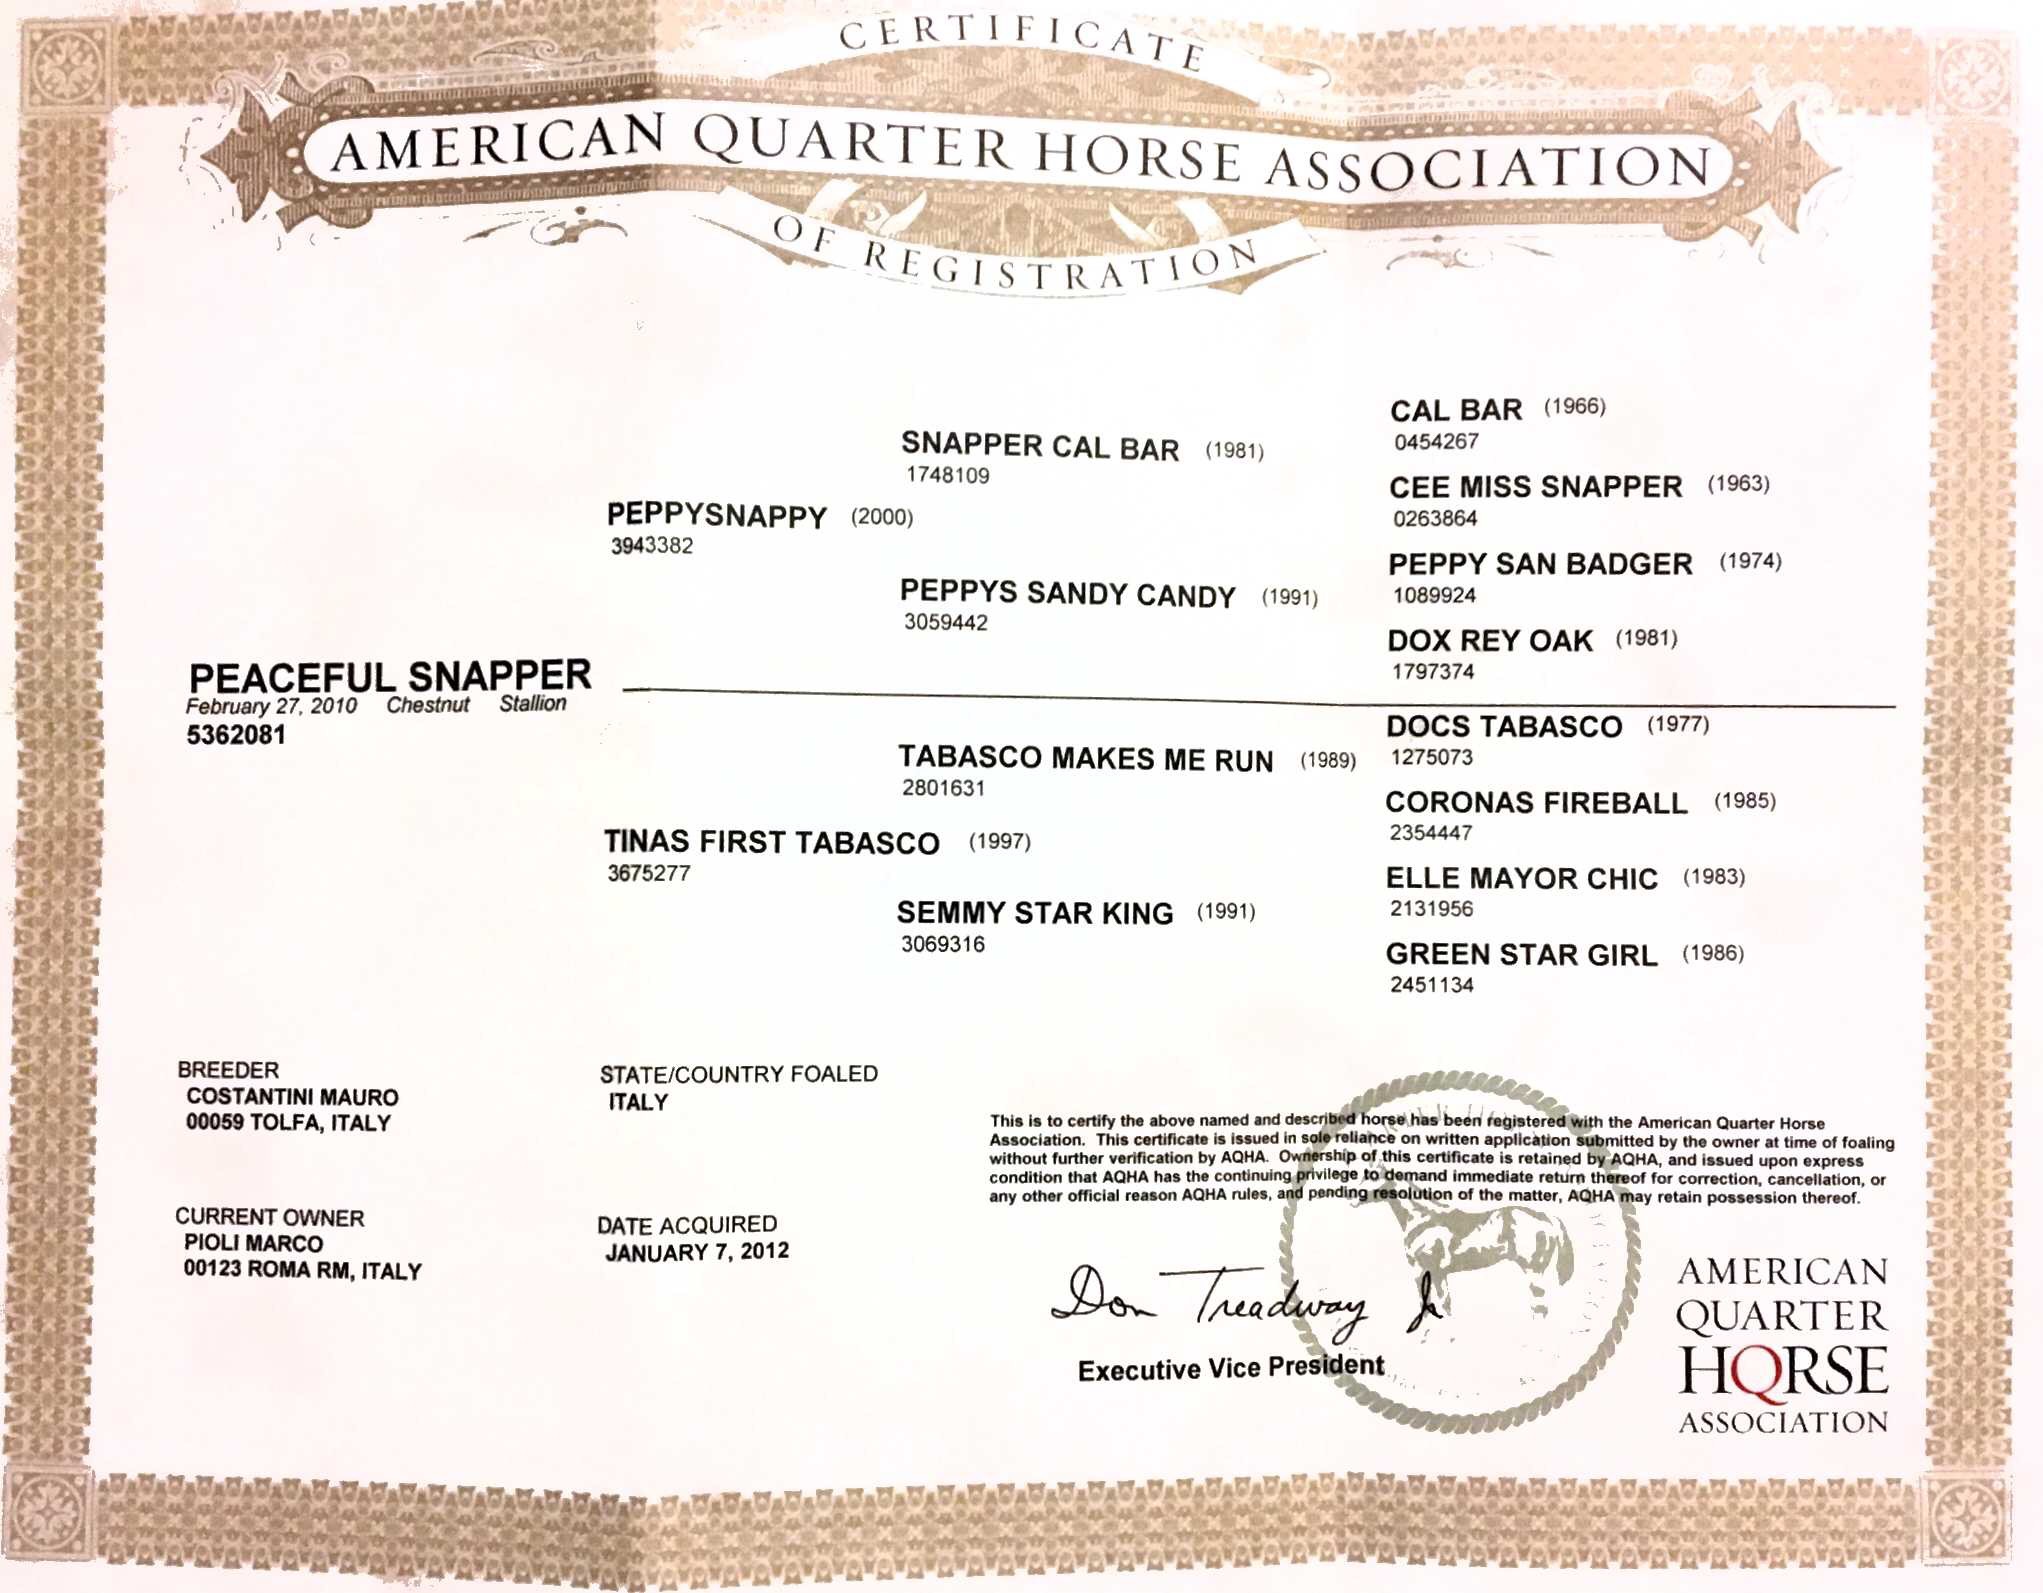 CERTIFICATE
AMERICAN QUARTER HORSE ASSOCIATION
OF REGISTRATION
CAL BAR (1966)
0454267
SNAPPER CAL BAR (1981)
1748109
CEE MISS SNAPPER (1963)
0263864
PEPPYSNAPPY (2000)
3943382
PEPPY SAN BADGER (1974)
1089924
PEPPYS SANDY CANDY (1991)
3059442
DOX REY OAK (1981)
1797374
PEACEFUL SNAPPER
February 27, 2010 Chestnut Stallion
5362081
DOCS TABASCO (1977)
1275073
TABASCO MAKES ME RUN (1989)
2801631
CORONAS FIREBALL (1985)
2354447
TINAS FIRST TABASCO (1997)
3675277
ELLE MAYOR CHIC (1983)
2131956
SEMMY STAR KING (1991)
3069316
GREEN STAR GIRL (1986)
2451134
BREEDER
COSTANTINI MAURO
00059 TOLFA, ITALY
STATE/COUNTRY FOALED
ITALY
CURRENT OWNER
PIOLI MARCO
00123 ROMA RM, ITALY
DATE ACQUIRED
JANUARY 7, 2012
This is to certify the above named and described horse has been registered with the American Quarter Horse
Association. This certificate is issued in sole reliance on written application submitted by the owner at time of foaling
without further verification by AQHA. Ownership of this certificate is retained by AQHA, and issued upon express
condition that AQHA has the continuing privilege to demand immediate return thereof for correction, cancellation, or
any other official reason AQHA rules, and pending resolution of the matter, AQHA may retain possession thereof.
Don Treadway Jr
Executive Vice President
AMERICAN
QUARTER
HORSE
ASSOCIATION